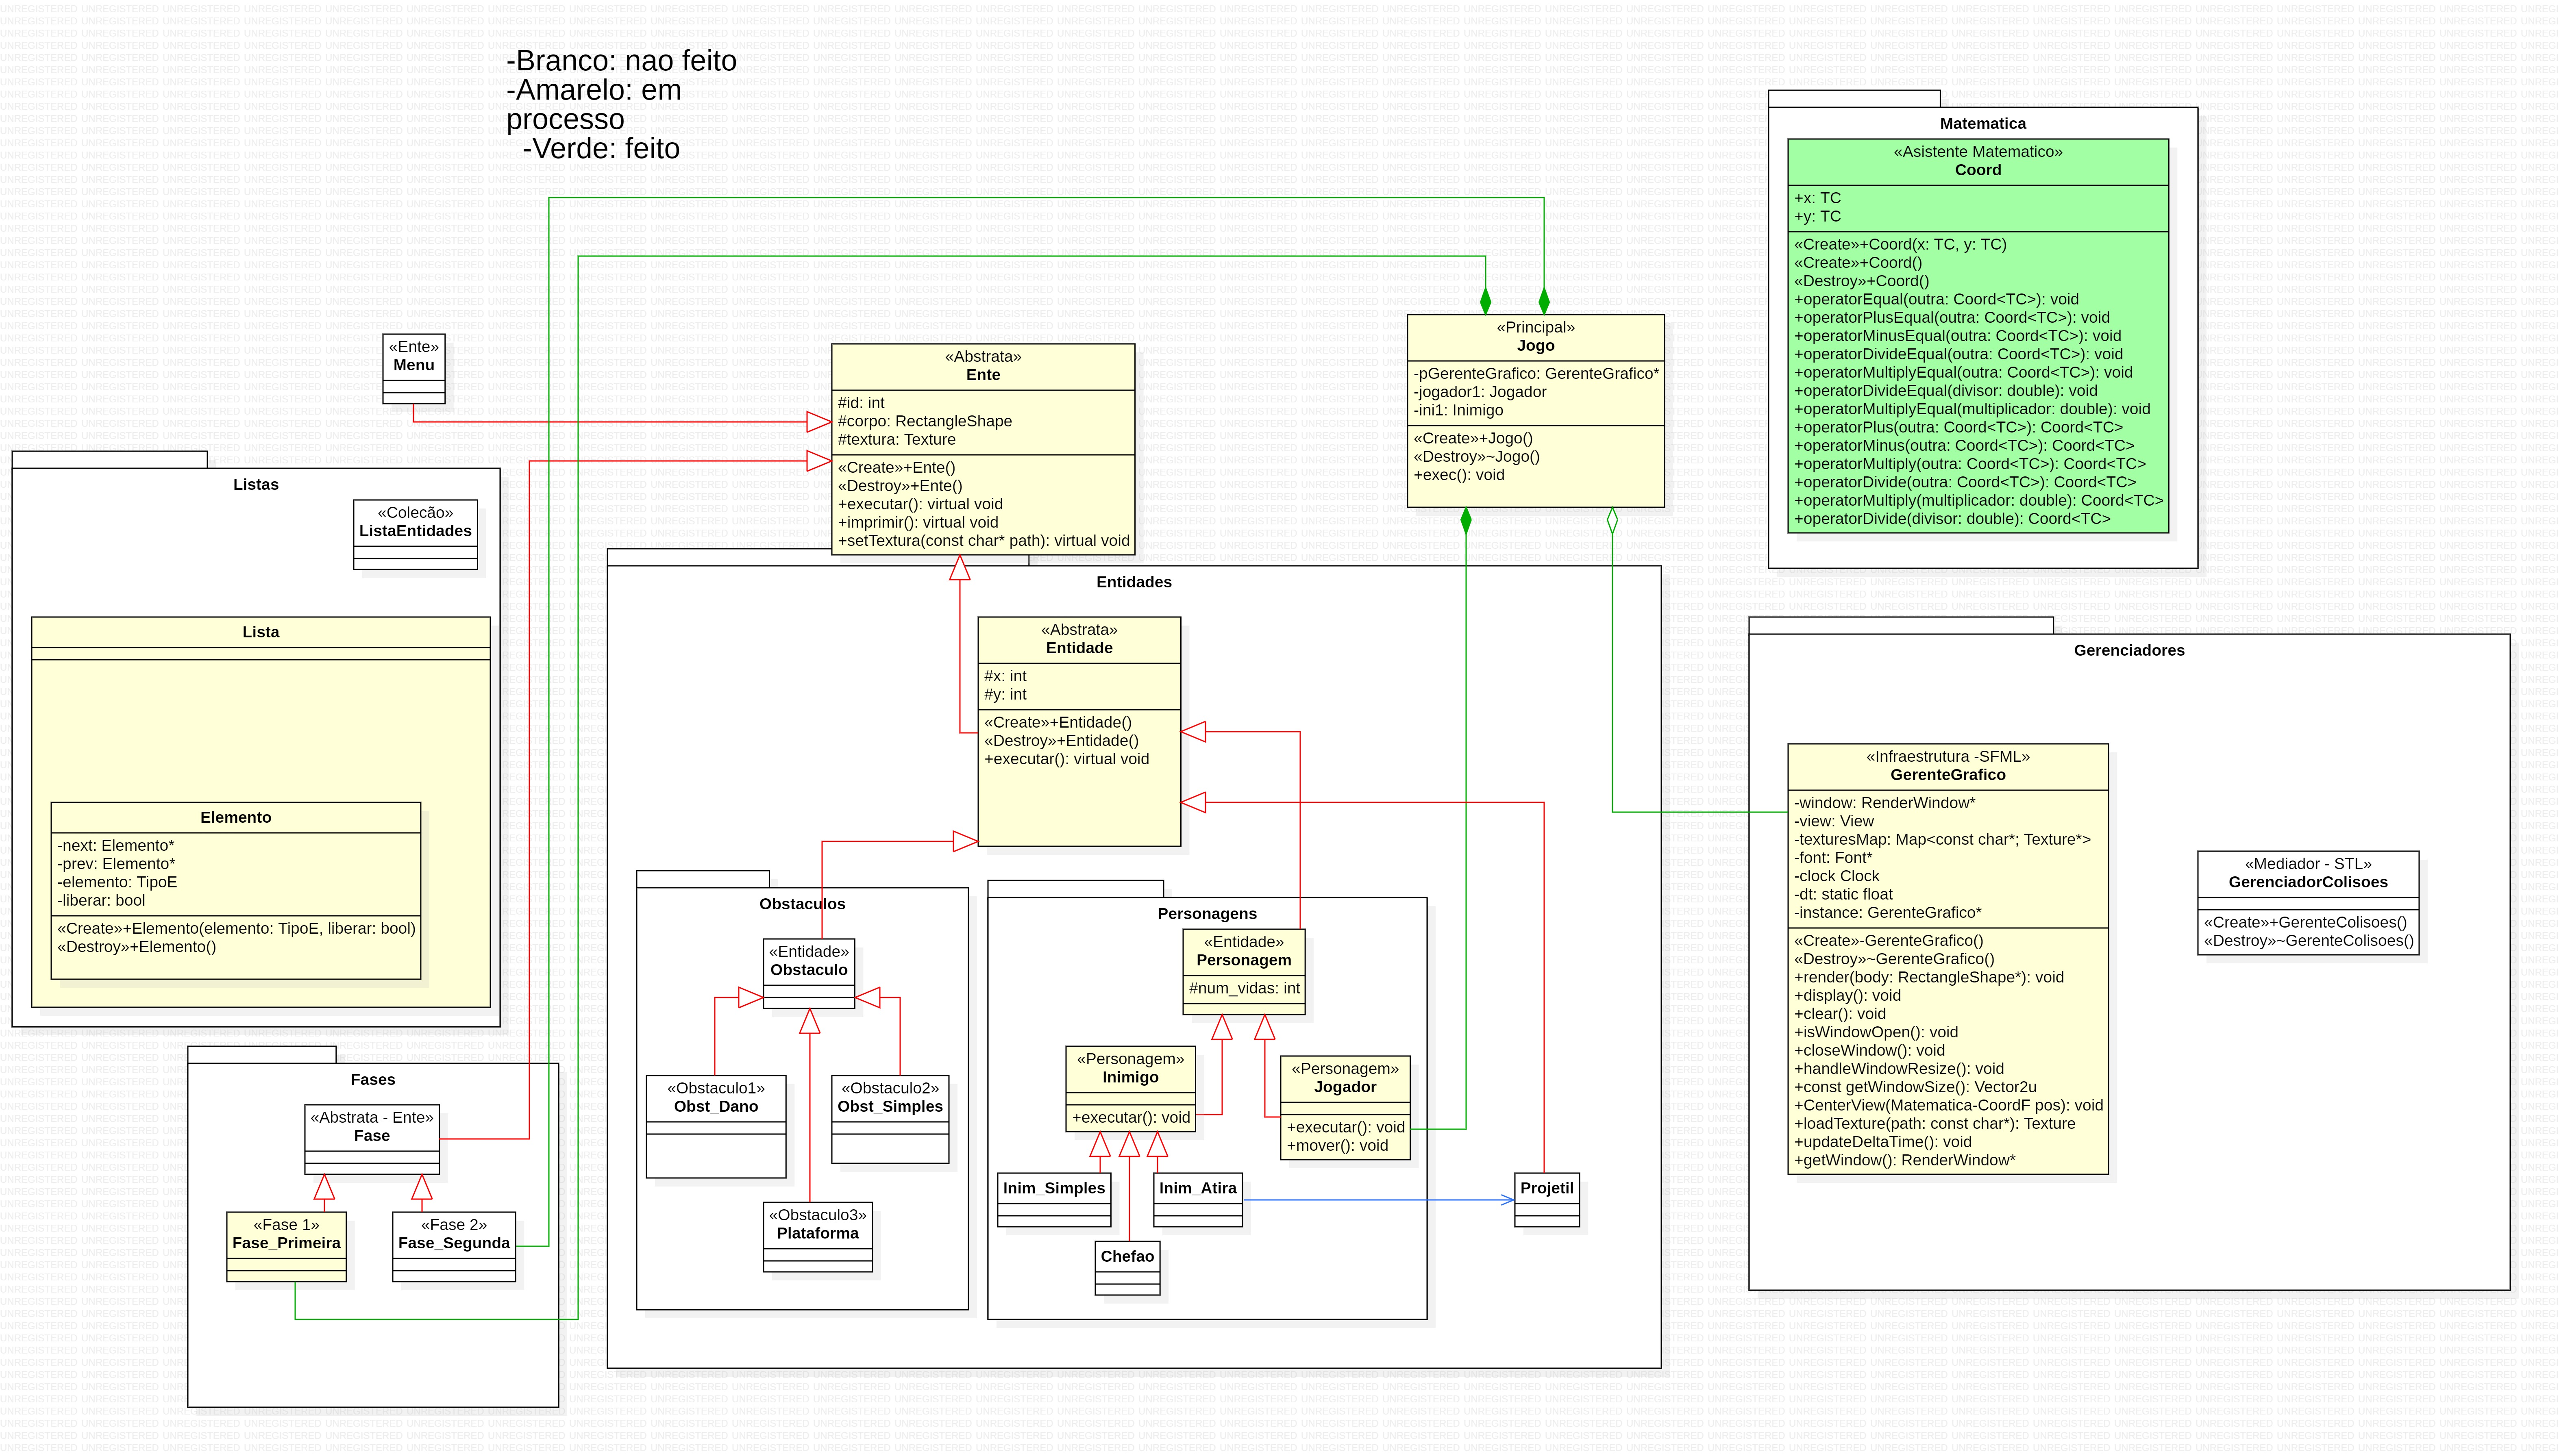 -Branco: nao feito
-Amarelo: em
processo
-Verde: feito
Matematica
«Asistente Matematico»
Coord
+x: TC
+y: TC
«Create»+Coord(x: TC, y: TC)
«Create»+Coord()
«Destroy»+Coord()
+operatorEqual(outra: Coord<TC>): void
+operatorPlusEqual(outra: Coord<TC>): void
+operatorMinusEqual(outra: Coord<TC>): void
+operatorDivideEqual(outra: Coord<TC>): void
+operatorMultiplyEqual(outra: Coord<TC>): void
+operatorDivideEqual(divisor: double): void
+operatorMultiplyEqual(multiplicador: double): void
+operatorPlus(outra: Coord<TC>): Coord<TC>
+operatorMinus(outra: Coord<TC>): Coord<TC>
+operatorMultiply(outra: Coord<TC>): Coord<TC>
+operatorDivide(outra: Coord<TC>): Coord<TC>
+operatorMultiply(multiplicador: double): Coord<TC>
+operatorDivide(divisor: double): Coord<TC>
«Ente»
Menu
«Abstrata»
Ente
#id: int
#corpo: RectangleShape
#textura: Texture
«Create»+Ente()
«Destroy»+Ente()
+executar(): virtual void
+imprimir(): virtual void
+setTextura(const char* path): virtual void
«Principal»
Jogo
-pGerenteGrafico: GerenteGrafico*
-jogador1: Jogador
-ini1: Inimigo
«Create»+Jogo()
«Destroy»~Jogo()
+exec(): void
Listas
«Colecão»
ListaEntidades
Lista
Elemento
-next: Elemento*
-prev: Elemento*
-elemento: TipoE
-liberar: bool
«Create»+Elemento(elemento: TipoE, liberar: bool)
«Destroy»+Elemento()
Entidades
«Abstrata»
Entidade
#x: int
#y: int
«Create»+Entidade()
«Destroy»+Entidade()
+executar(): virtual void
Obstaculos
«Entidade»
Obstaculo
«Obstaculo1»
Obst_Dano
«Obstaculo2»
Obst_Simples
«Obstaculo3»
Plataforma
Personagens
«Entidade»
Personagem
#num_vidas: int
«Personagem»
Inimigo
+executar(): void
«Personagem»
Jogador
+executar(): void
+mover(): void
Inim_Simples
Inim_Atira
Chefao
Projetil
Fases
«Abstrata - Ente»
Fase
«Fase 1»
Fase_Primeira
«Fase 2»
Fase_Segunda
Gerenciadores
«Infraestrutura -SFML»
GerenteGrafico
-window: RenderWindow*
-view: View
-texturesMap: Map<const char*; Texture*>
-font: Font*
-clock Clock
-dt: static float
-instance: GerenteGrafico*
«Create»-GerenteGrafico()
«Destroy»~GerenteGrafico()
+render(body: RectangleShape*): void
+display(): void
+clear(): void
+isWindowOpen(): void
+closeWindow(): void
+handleWindowResize(): void
+const getWindowSize(): Vector2u
+CenterView(Matematica-CoordF pos): void
+loadTexture(path: const char*): Texture
+updateDeltaTime(): void
+getWindow(): RenderWindow*
«Mediador - STL»
GerenciadorColisoes
«Create»+GerenteColisoes()
«Destroy»~GerenteColisoes()